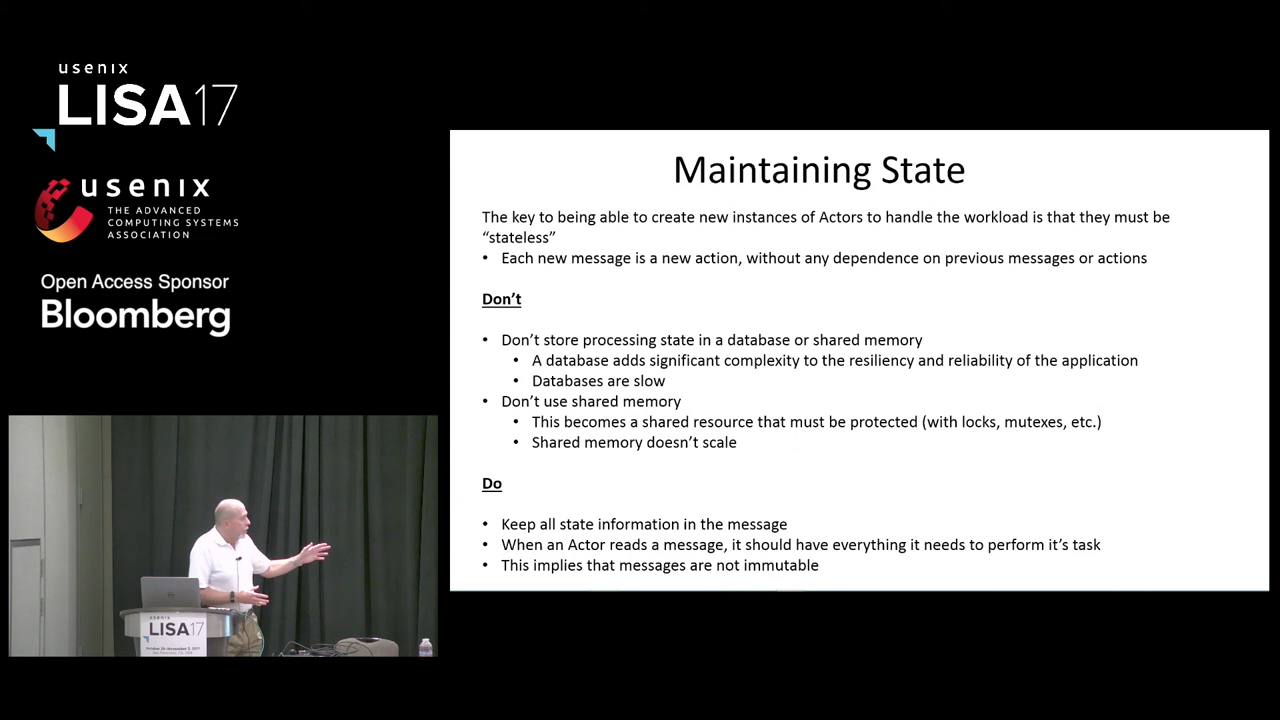 usenix
LISA17
usenix
THE ADVANCED
COMPUTING SYSTEMS
ASSOCIATION
Open Access Sponsor
Bloomberg
Maintaining State
The key to being able to create new instances of Actors to handle the workload is that they must be
“stateless”
• Each new message is a new action, without any dependence on previous messages or actions
Don’t
• Don’t store processing state in a database or shared memory
• A database adds significant complexity to the resiliency and reliability of the application
• Databases are slow
• Don’t use shared memory
• This becomes a shared resource that must be protected (with locks, mutexes, etc.)
• Shared memory doesn’t scale
Do
• Keep all state information in the message
• When an Actor reads a message, it should have everything it needs to perform it’s task
• This implies that messages are not immutable
usenix
LISA17